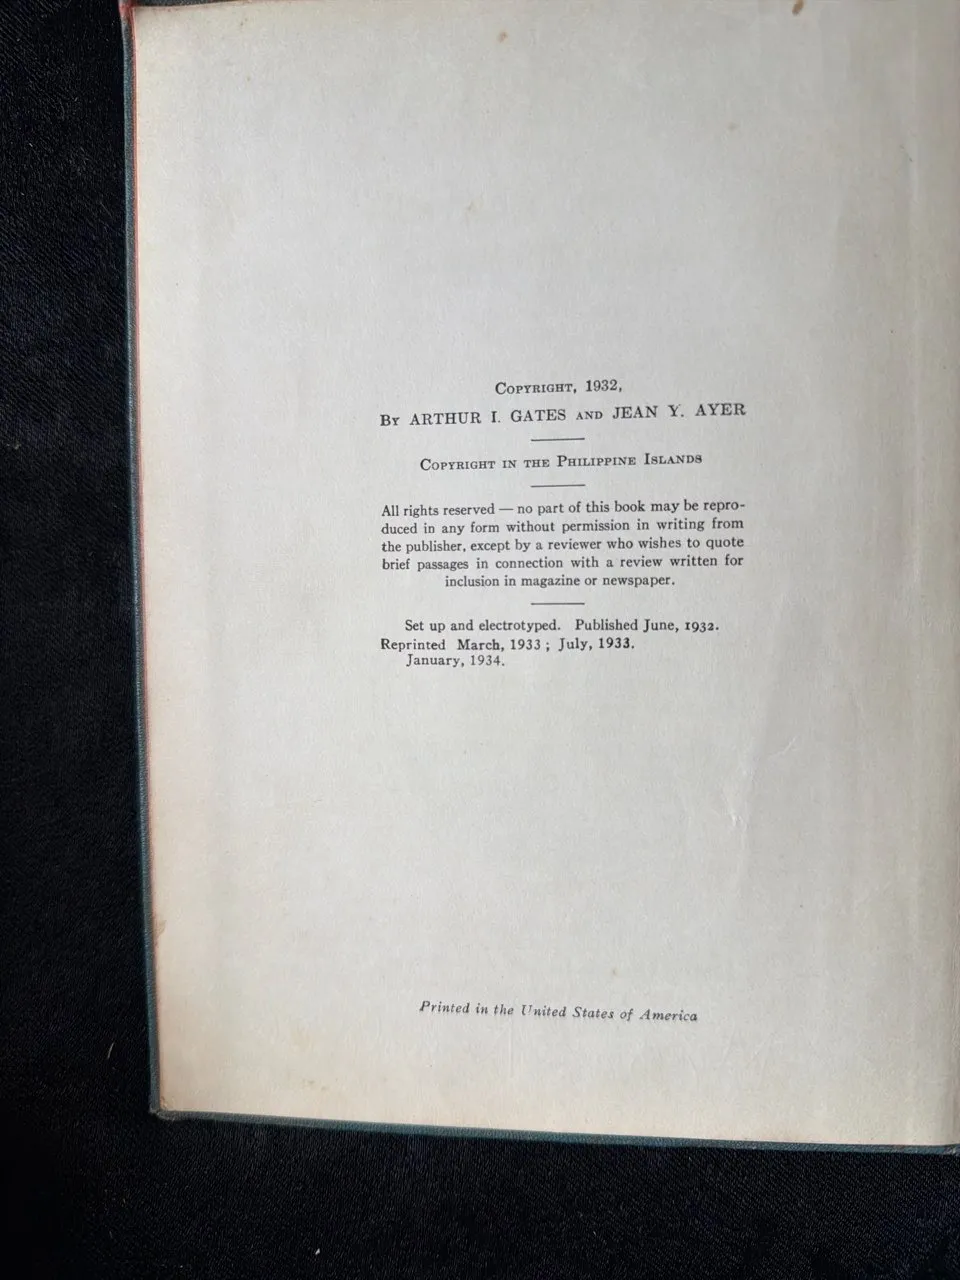 COPYRIGHT, 1932,
BY ARTHUR I. GATES AND JEAN Y. AYER
COPYRIGHT IN THE PHILIPPINE ISLANDS
All rights reserved — no part of this book may be repro-
duced in any form without permission in writing from
the publisher, except by a reviewer who wishes to quote
brief passages in connection with a review written for
inclusion in magazine or newspaper.
Set up and electrotyped. Published June, 1932.
Reprinted March, 1933 ; July, 1933.
January, 1934.
Printed in the United States of America